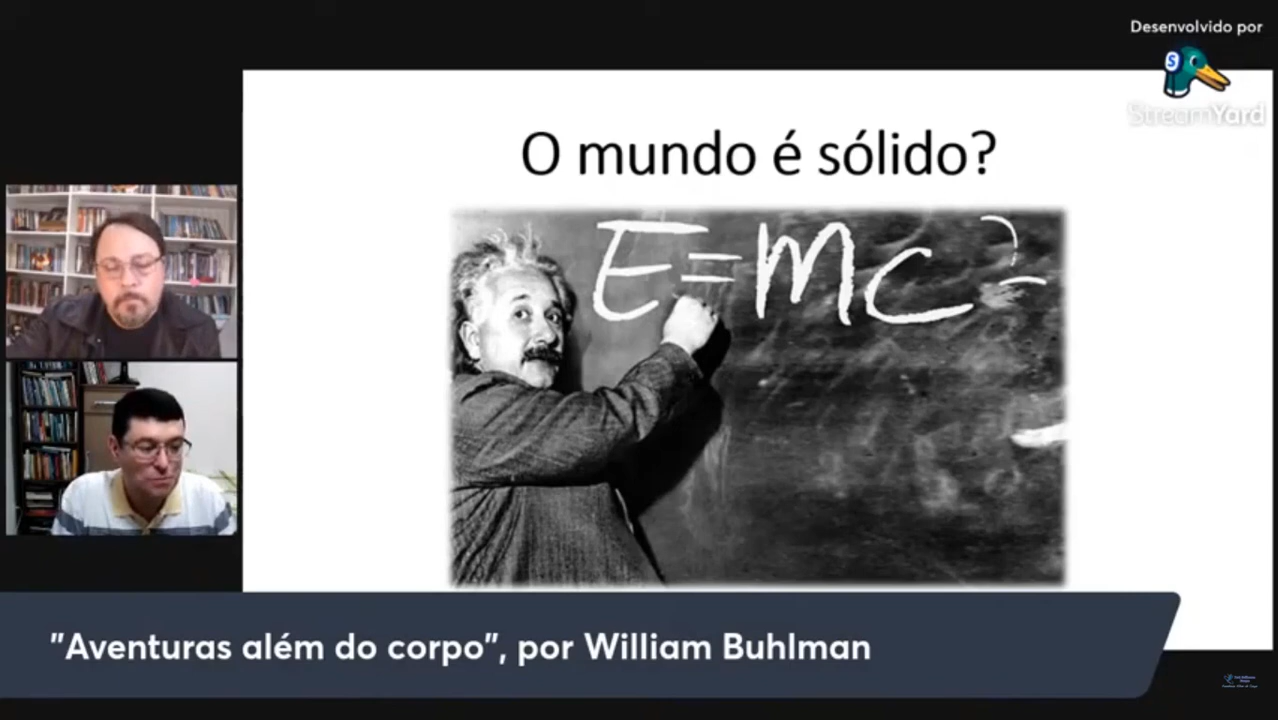 Desenvolvido por
StreamYard
O mundo é sólido?
E=mc²
"Aventuras além do corpo", por William Buhlman